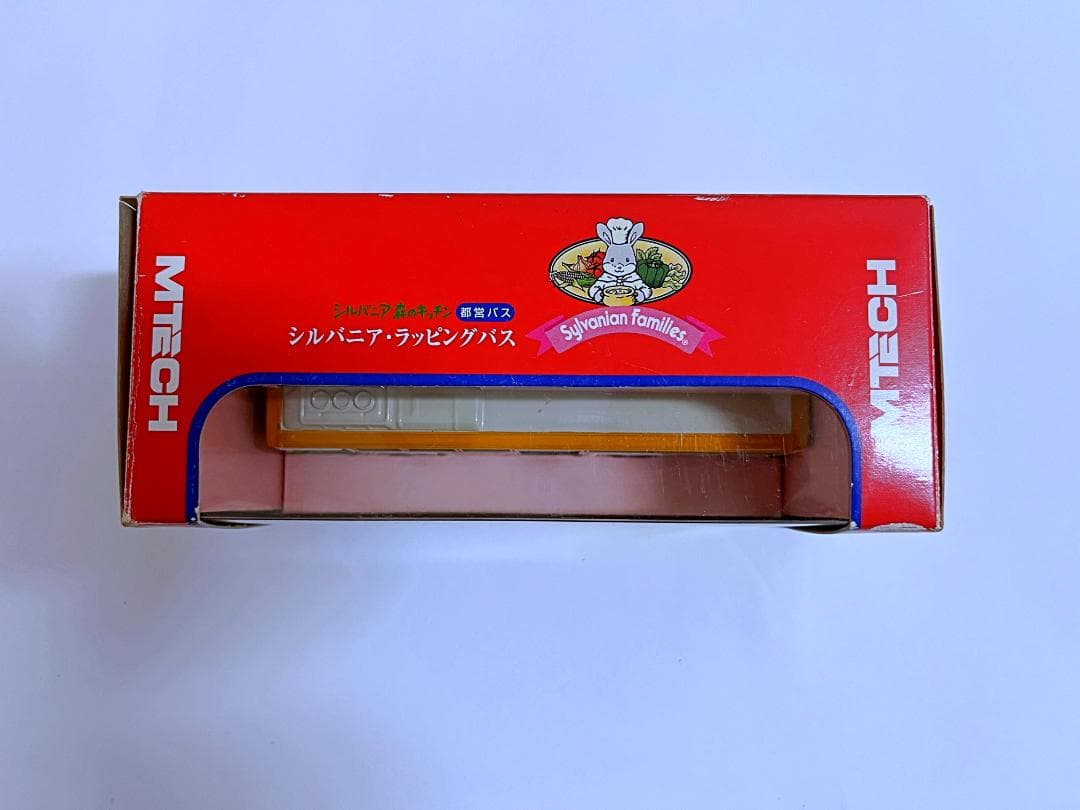 MTECH
シルバニア 森のキッチン 都営バス
シルバニア・ラッピングバス
Sylvanian Families®
MTECH